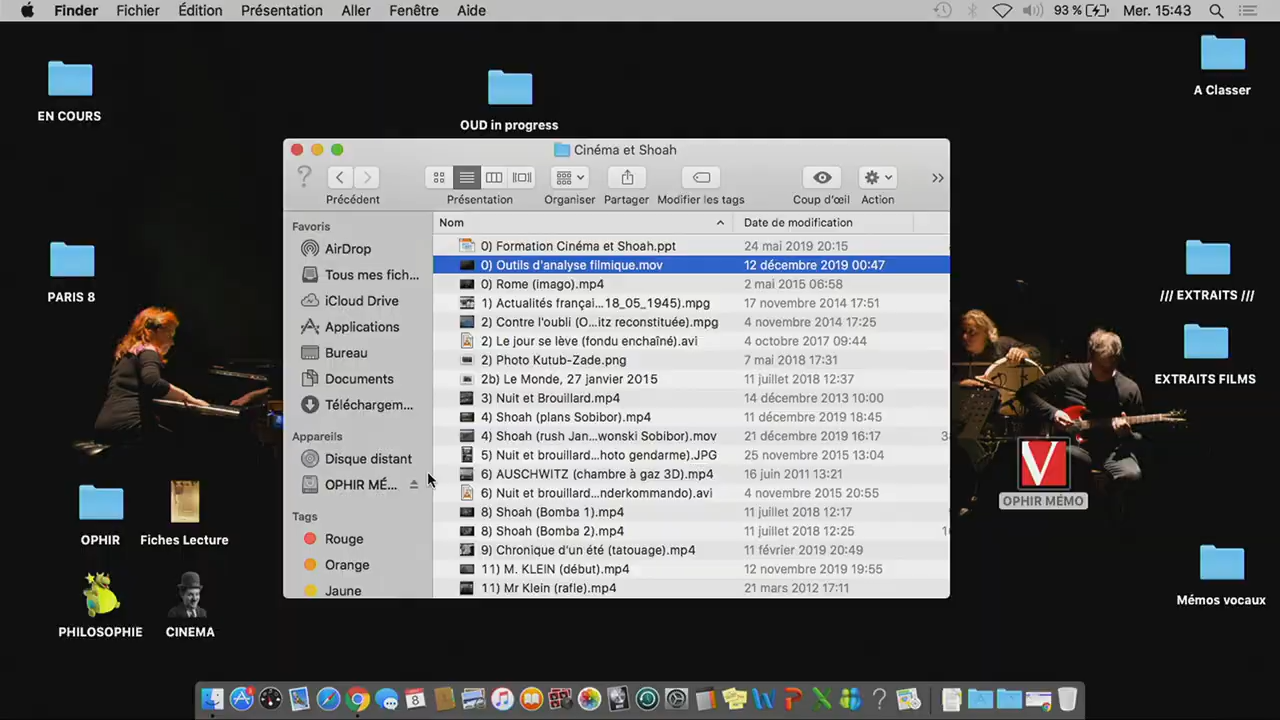 Finder Fichier Édition Présentation Aller Fenêtre Aide 93 % Mer. 15:43
EN COURS
OUD in progress
A Classer
Cinéma et Shoah
Précédent Présentation Organiser Partager Modifier les tags Coup d'œil Action
Favoris
AirDrop
Tous mes fich...
iCloud Drive
Applications
Bureau
Documents
Téléchargem...
Appareils
Disque distant
OPHIR MÉ...
Tags
Rouge
Orange
Jaune
Nom Date de modification
0) Formation Cinéma et Shoah.ppt 24 mai 2019 20:15
0) Outils d'analyse filmique.mov 12 décembre 2019 00:47
0) Rome (imago).mp4 2 mai 2015 06:58
1) Actualités françai...18_05_1945).mpg 17 novembre 2014 17:51
2) Contre l'oubli (O...itz reconstituée).mpg 4 novembre 2014 17:25
2) Le jour se lève (fondu enchaîné).avi 4 octobre 2017 09:44
2) Photo Kutub-Zade.png 7 mai 2018 17:31
2b) Le Monde, 27 janvier 2015 11 juillet 2018 12:37
3) Nuit et Brouillard.mp4 14 décembre 2013 10:00
4) Shoah (plans Sobibor).mp4 11 décembre 2019 18:45
4) Shoah (rush Jan...wonski Sobibor).mov 21 décembre 2019 16:17 3
5) Nuit et brouillard...hoto gendarme).JPG 25 novembre 2015 13:04
6) AUSCHWITZ (chambre à gaz 3D).mp4 16 juin 2011 13:21
6) Nuit et brouillard...nderkommando).avi 4 novembre 2015 20:55
8) Shoah (Bomba 1).mp4 11 juillet 2018 12:17
8) Shoah (Bomba 2).mp4 11 juillet 2018 12:25 10
9) Chronique d'un été (tatouage).mp4 11 février 2019 20:49
11) M. KLEIN (début).mp4 12 novembre 2019 19:55
11) Mr Klein (rafle).mp4 21 mars 2012 17:11
PARIS 8
OPHIR
Fiches Lecture
PHILOSOPHIE
CINEMA
/// EXTRAITS ///
EXTRAITS FILMS
V
OPHIR MÉMO
Mémos vocaux
8